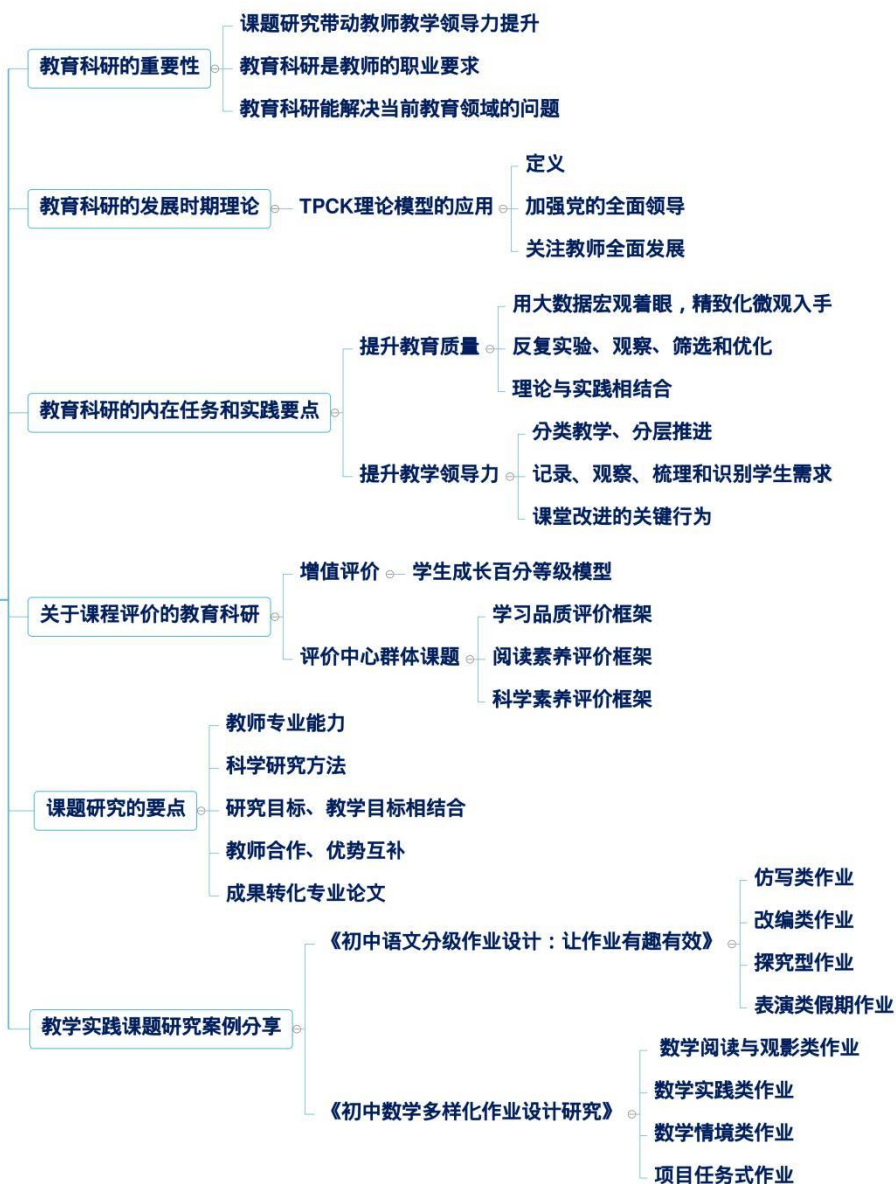 教育科研的重要性
课题研究带动教师教学领导力提升
教育科研是教师的职业要求
教育科研能解决当前教育领域的问题
教育科研的发展时期理论
TPCK理论模型的应用
定义
加强党的全面领导
关注教师全面发展
教育科研的内在任务和实践要点
提升教育质量
用大数据宏观着眼，精致化微观入手
反复实验、观察、筛选和优化
理论与实践相结合
提升教学领导力
分类教学、分层推进
记录、观察、梳理和识别学生需求
课堂改进的关键行为
关于课程评价的教育科研
增值评价
学生成长百分等级模型
评价中心群体课题
学习品质评价框架
阅读素养评价框架
科学素养评价框架
课题研究的要点
教师专业能力
科学研究方法
研究目标、教学目标相结合
教师合作、优势互补
成果转化专业论文
教学实践课题研究案例分享
《初中语文分级作业设计：让作业有趣有效》
仿写类作业
改编类作业
探究型作业
表演类假期作业
《初中数学多样化作业设计研究》
数学阅读与观影类作业
数学实践类作业
数学情境类作业
项目任务式作业